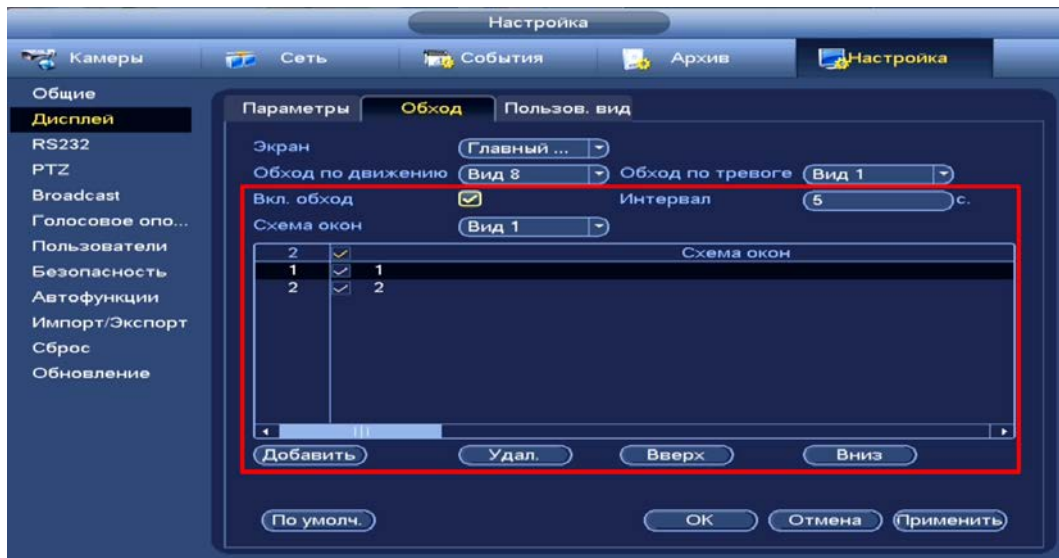 Настройка
Камеры Сеть События Архив Настройка
Общие
Дисплей
RS232
PTZ
Broadcast
Голосовое опо...
Пользователи
Безопасность
Автофункции
Импорт/Экспорт
Сброс
Обновление
Параметры Обход Пользов. вид
Экран Главный ...
Обход по движению Вид 8 Обход по тревоге Вид 1
Вкл. обход Интервал 5 с.
Схема окон Вид 1
2 Схема окон
1 1
2 2
Добавить Удал. Вверх Вниз
По умолч. ОК Отмена Применить